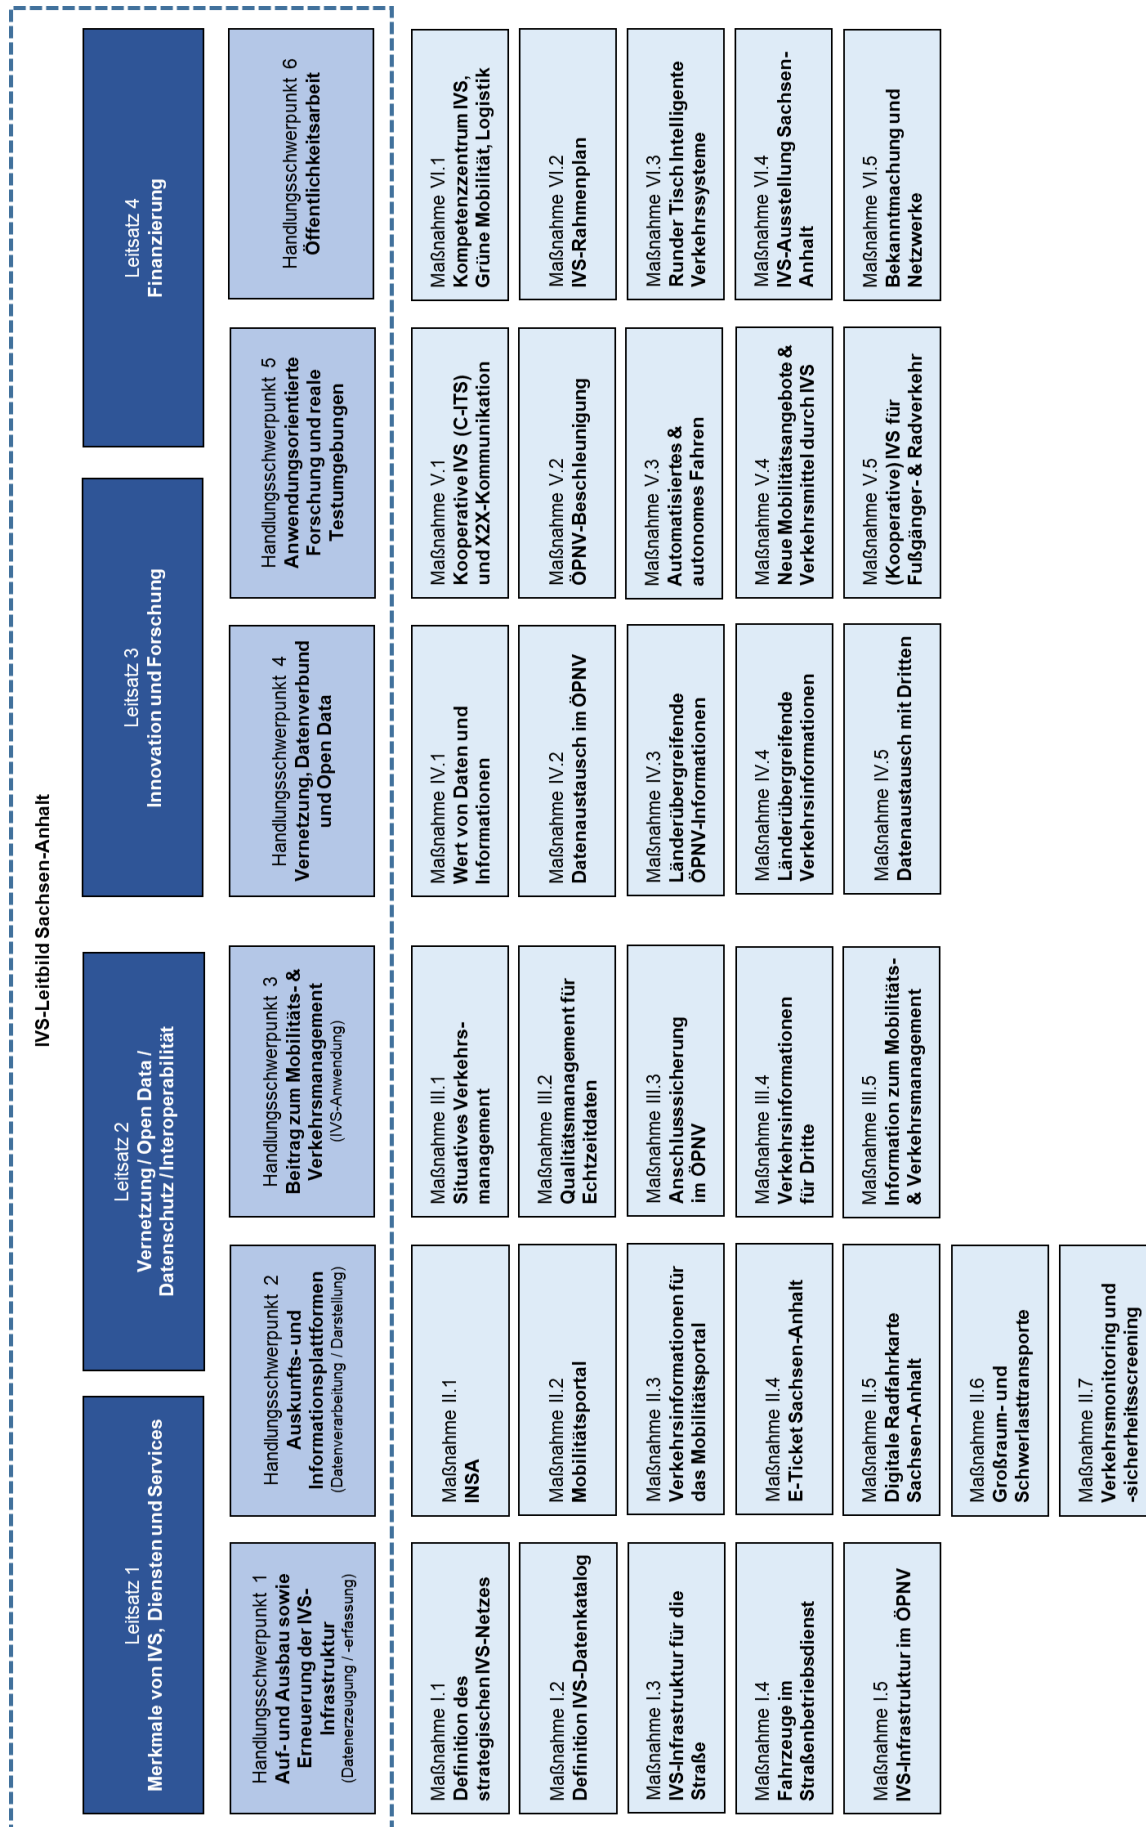 IVS-Leitbild Sachsen-Anhalt
Leitsatz 1
Merkmale von IVS, Diensten und Services
Leitsatz 2
Vernetzung / Open Data /
Datenschutz / Interoperabilität
Leitsatz 3
Innovation und Forschung
Leitsatz 4
Finanzierung
Handlungsschwerpunkt 1
Auf- und Ausbau sowie
Erneuerung der IVS-
Infrastruktur
(Datenerzeugung / -erfassung)
Handlungsschwerpunkt 2
Auskunfts- und
Informationsplattformen
(Datenverarbeitung / Darstellung)
Handlungsschwerpunkt 3
Beitrag zum Mobilitäts- &
Verkehrsmanagement
(IVS-Anwendung)
Handlungsschwerpunkt 4
Vernetzung, Datenverbund
und Open Data
Handlungsschwerpunkt 5
Anwendungsorientierte
Forschung und reale
Testumgebungen
Handlungsschwerpunkt 6
Öffentlichkeitsarbeit
Maßnahme I.1
Definition des
strategischen IVS-Netzes
Maßnahme I.2
Definition IVS-Datenkatalog
Maßnahme I.3
IVS-Infrastruktur für die
Straße
Maßnahme I.4
Fahrzeuge im
Straßenbetriebsdienst
Maßnahme I.5
IVS-Infrastruktur im ÖPNV
Maßnahme II.1
INSA
Maßnahme II.2
Mobilitätsportal
Maßnahme II.3
Verkehrsinformationen für
das Mobilitätsportal
Maßnahme II.4
E-Ticket Sachsen-Anhalt
Maßnahme II.5
Digitale Radfahrkarte
Sachsen-Anhalt
Maßnahme II.6
Großraum- und
Schwerlasttransporte
Maßnahme II.7
Verkehrsmonitoring und
-sicherheitsscreening
Maßnahme III.1
Situatives Verkehrs-
management
Maßnahme III.2
Qualitätsmanagement für
Echtzeitdaten
Maßnahme III.3
Anschlusssicherung
im ÖPNV
Maßnahme III.4
Verkehrsinformationen
für Dritte
Maßnahme III.5
Information zum Mobilitäts-
& Verkehrsmanagement
Maßnahme IV.1
Wert von Daten und
Informationen
Maßnahme IV.2
Datenaustausch im ÖPNV
Maßnahme IV.3
Länderübergreifende
ÖPNV-Informationen
Maßnahme IV.4
Länderübergreifende
Verkehrsinformationen
Maßnahme IV.5
Datenaustausch mit Dritten
Maßnahme V.1
Kooperative IVS (C-ITS)
und X2X-Kommunikation
Maßnahme V.2
ÖPNV-Beschleunigung
Maßnahme V.3
Automatisiertes &
autonomes Fahren
Maßnahme V.4
Neue Mobilitätsangebote &
Verkehrsmittel durch IVS
Maßnahme V.5
(Kooperative) IVS für
Fußgänger- & Radverkehr
Maßnahme VI.1
Kompetenzzentrum IVS,
Grüne Mobilität, Logistik
Maßnahme VI.2
IVS-Rahmenplan
Maßnahme VI.3
Runder Tisch Intelligente
Verkehrssysteme
Maßnahme VI.4
IVS-Ausstellung Sachsen-
Anhalt
Maßnahme VI.5
Bekanntmachung und
Netzwerke